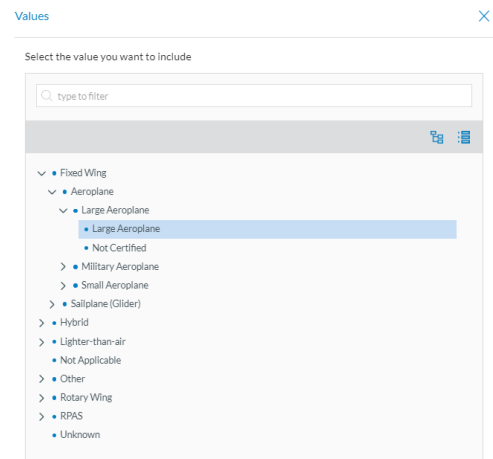 Values
Select the value you want to include
type to filter
Fixed Wing
Aeroplane
Large Aeroplane
Large Aeroplane
Not Certified
Military Aeroplane
Small Aeroplane
Sailplane (Glider)
Hybrid
Lighter-than-air
Not Applicable
Other
Rotary Wing
RPAS
Unknown